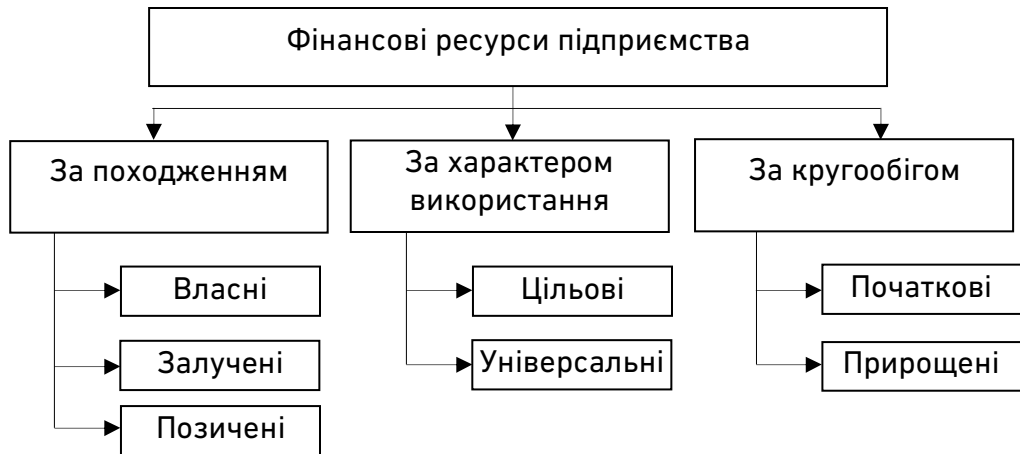 Фінансові ресурси підприємства
За походженням
Власні
Залучені
Позичені
За характером
використання
Цільові
Універсальні
За кругообігом
Початкові
Прирощені